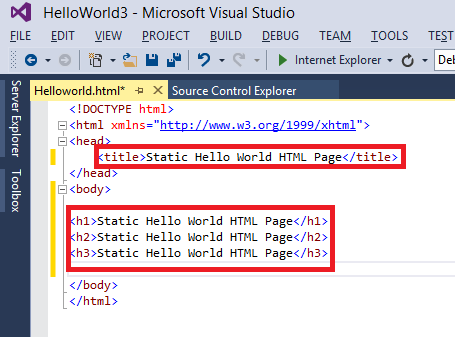 HelloWorld3 - Microsoft Visual Studio
FILE EDIT VIEW PROJECT BUILD DEBUG TEAM TOOLS TEST
Internet Explorer Deb
Helloworld.html* Source Control Explorer
Server Explorer
Toolbox
<!DOCTYPE html>
<html xmlns="http://www.w3.org/1999/xhtml">
<head>
<title>Static Hello World HTML Page</title>
</head>
<body>
<h1>Static Hello World HTML Page</h1>
<h2>Static Hello World HTML Page</h2>
<h3>Static Hello World HTML Page</h3>
</body>
</html>